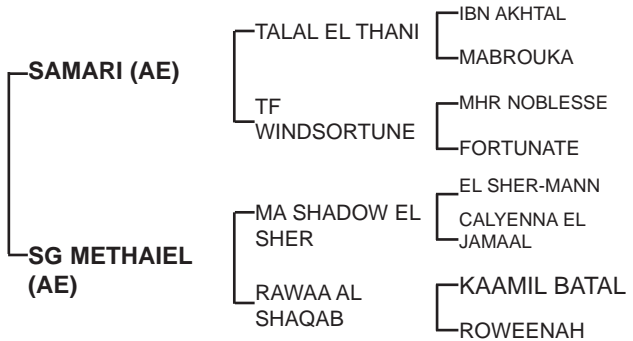 SAMARI (AE)
TALAL EL THANI
IBN AKHTAL
MABROUKA
TF
WINDSORTUNE
MHR NOBLESSE
FORTUNATE
SG METHAIEL
(AE)
MA SHADOW EL
SHER
EL SHER-MANN
CALYENNA EL
JAMAAL
RAWAA AL
SHAQAB
KAAMIL BATAL
ROWEENAH